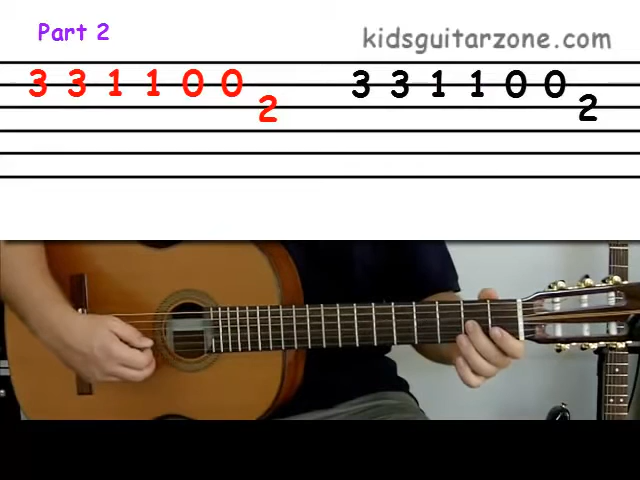 Part 2
kidsguitarzone.com
3 3 1 1 0 0 3 3 1 1 0 0
2 2